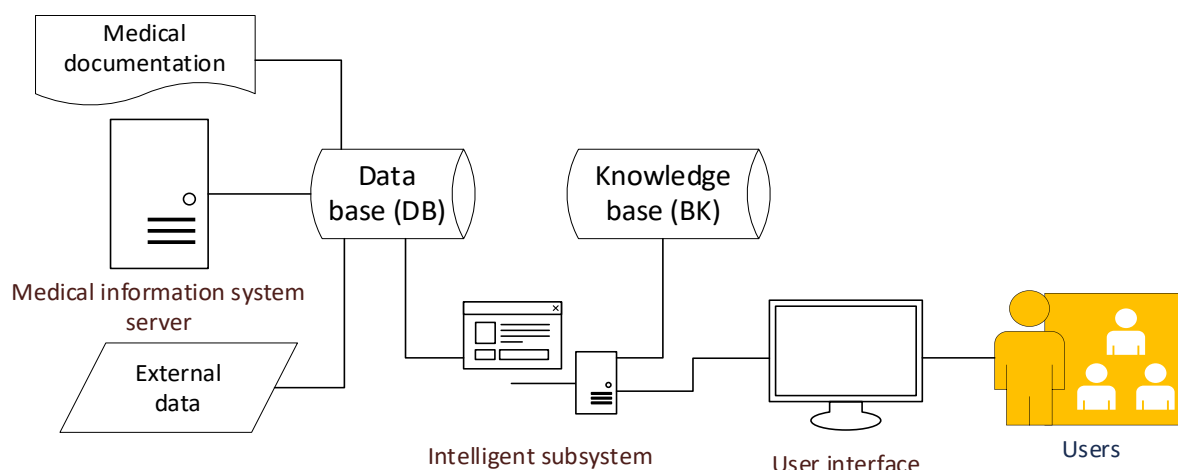 Medical
documentation
Data
base (DB)
Knowledge
base (BK)
Medical information system
server
External
data
Intelligent subsystem
User interface
Users